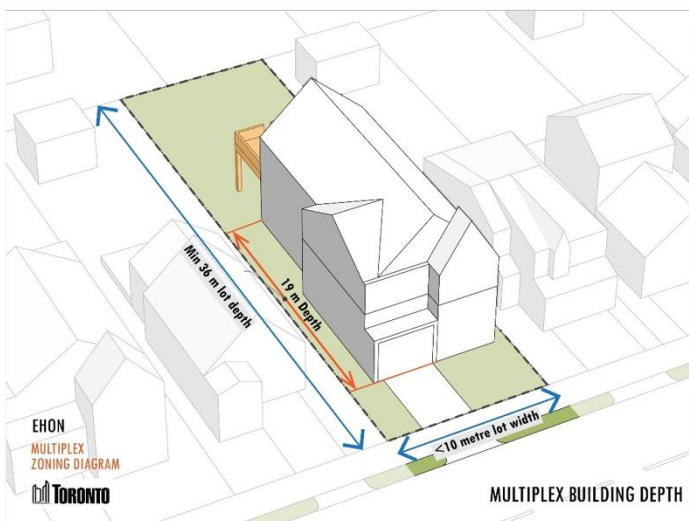 Min 36 m lot depth
19 m Depth
<10 metre lot width
EHON
MULTIPLEX
ZONING DIAGRAM
TORONTO
MULTIPLEX BUILDING DEPTH